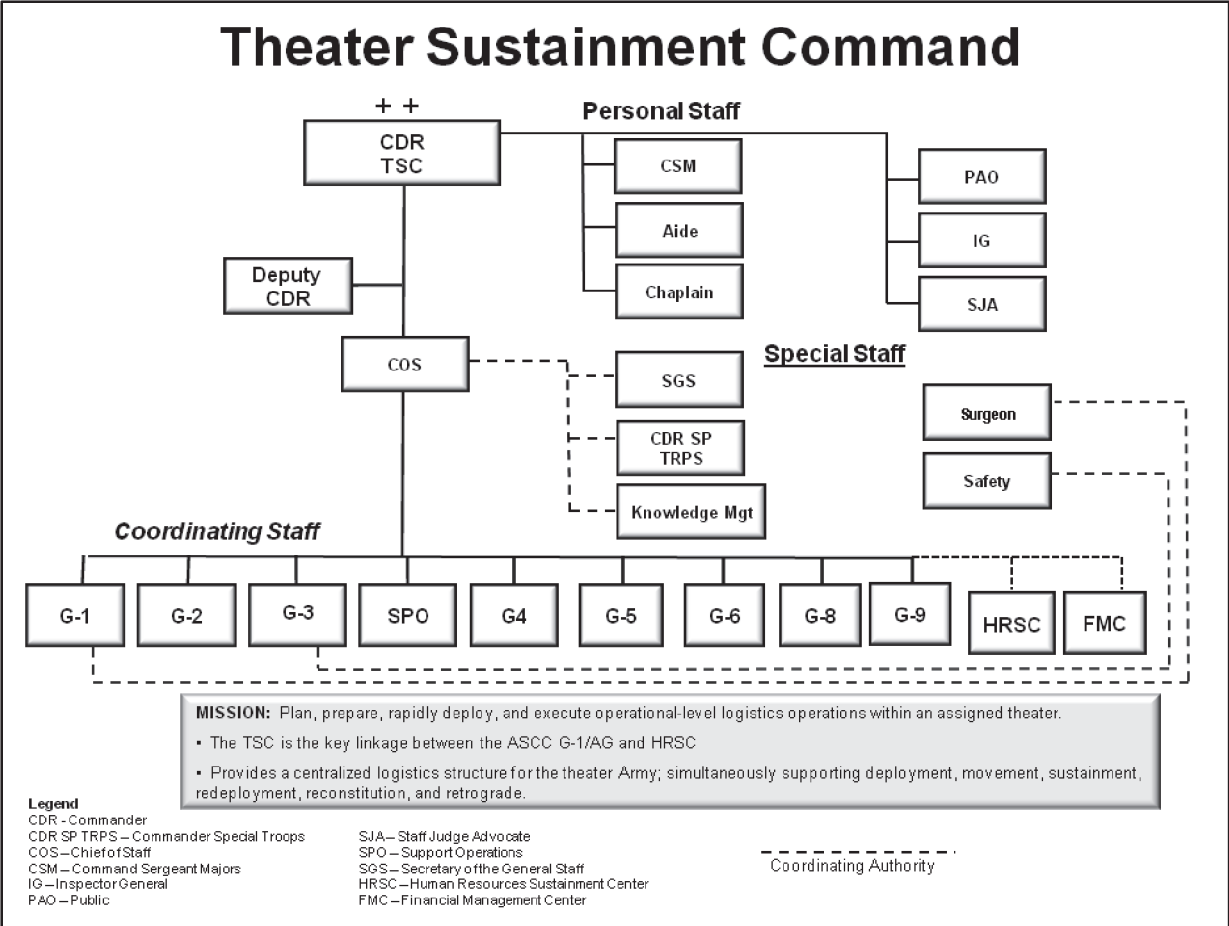 Theater Sustainment Command
+ +
CDR
TSC
Personal Staff
CSM
Aide
Chaplain
PAO
IG
SJA
Deputy
CDR
COS
Special Staff
SGS
CDR SP
TRPS
Knowledge Mgt
Surgeon
Safety
Coordinating Staff
G-1
G-2
G-3
SPO
G4
G-5
G-6
G-8
G-9
HRSC
FMC
MISSION: Plan, prepare, rapidly deploy, and execute operational-level logistics operations within an assigned theater.
▪ The TSC is the key linkage between the ASCC G-1/AG and HRSC
▪ Provides a centralized logistics structure for the theater Army; simultaneously supporting deployment, movement, sustainment,
redeployment, reconstitution, and retrograde.
Legend
CDR - Commander
CDR SP TRPS – Commander Special Troops
COS – Chief of Staff
CSM – Command Sergeant Majors
IG – Inspector General
PAO – Public
SJA – Staff Judge Advocate
SPO – Support Operations
SGS – Secretary of the General Staff
HRSC – Human Resources Sustainment Center
FMC – Financial Management Center
Coordinating Authority